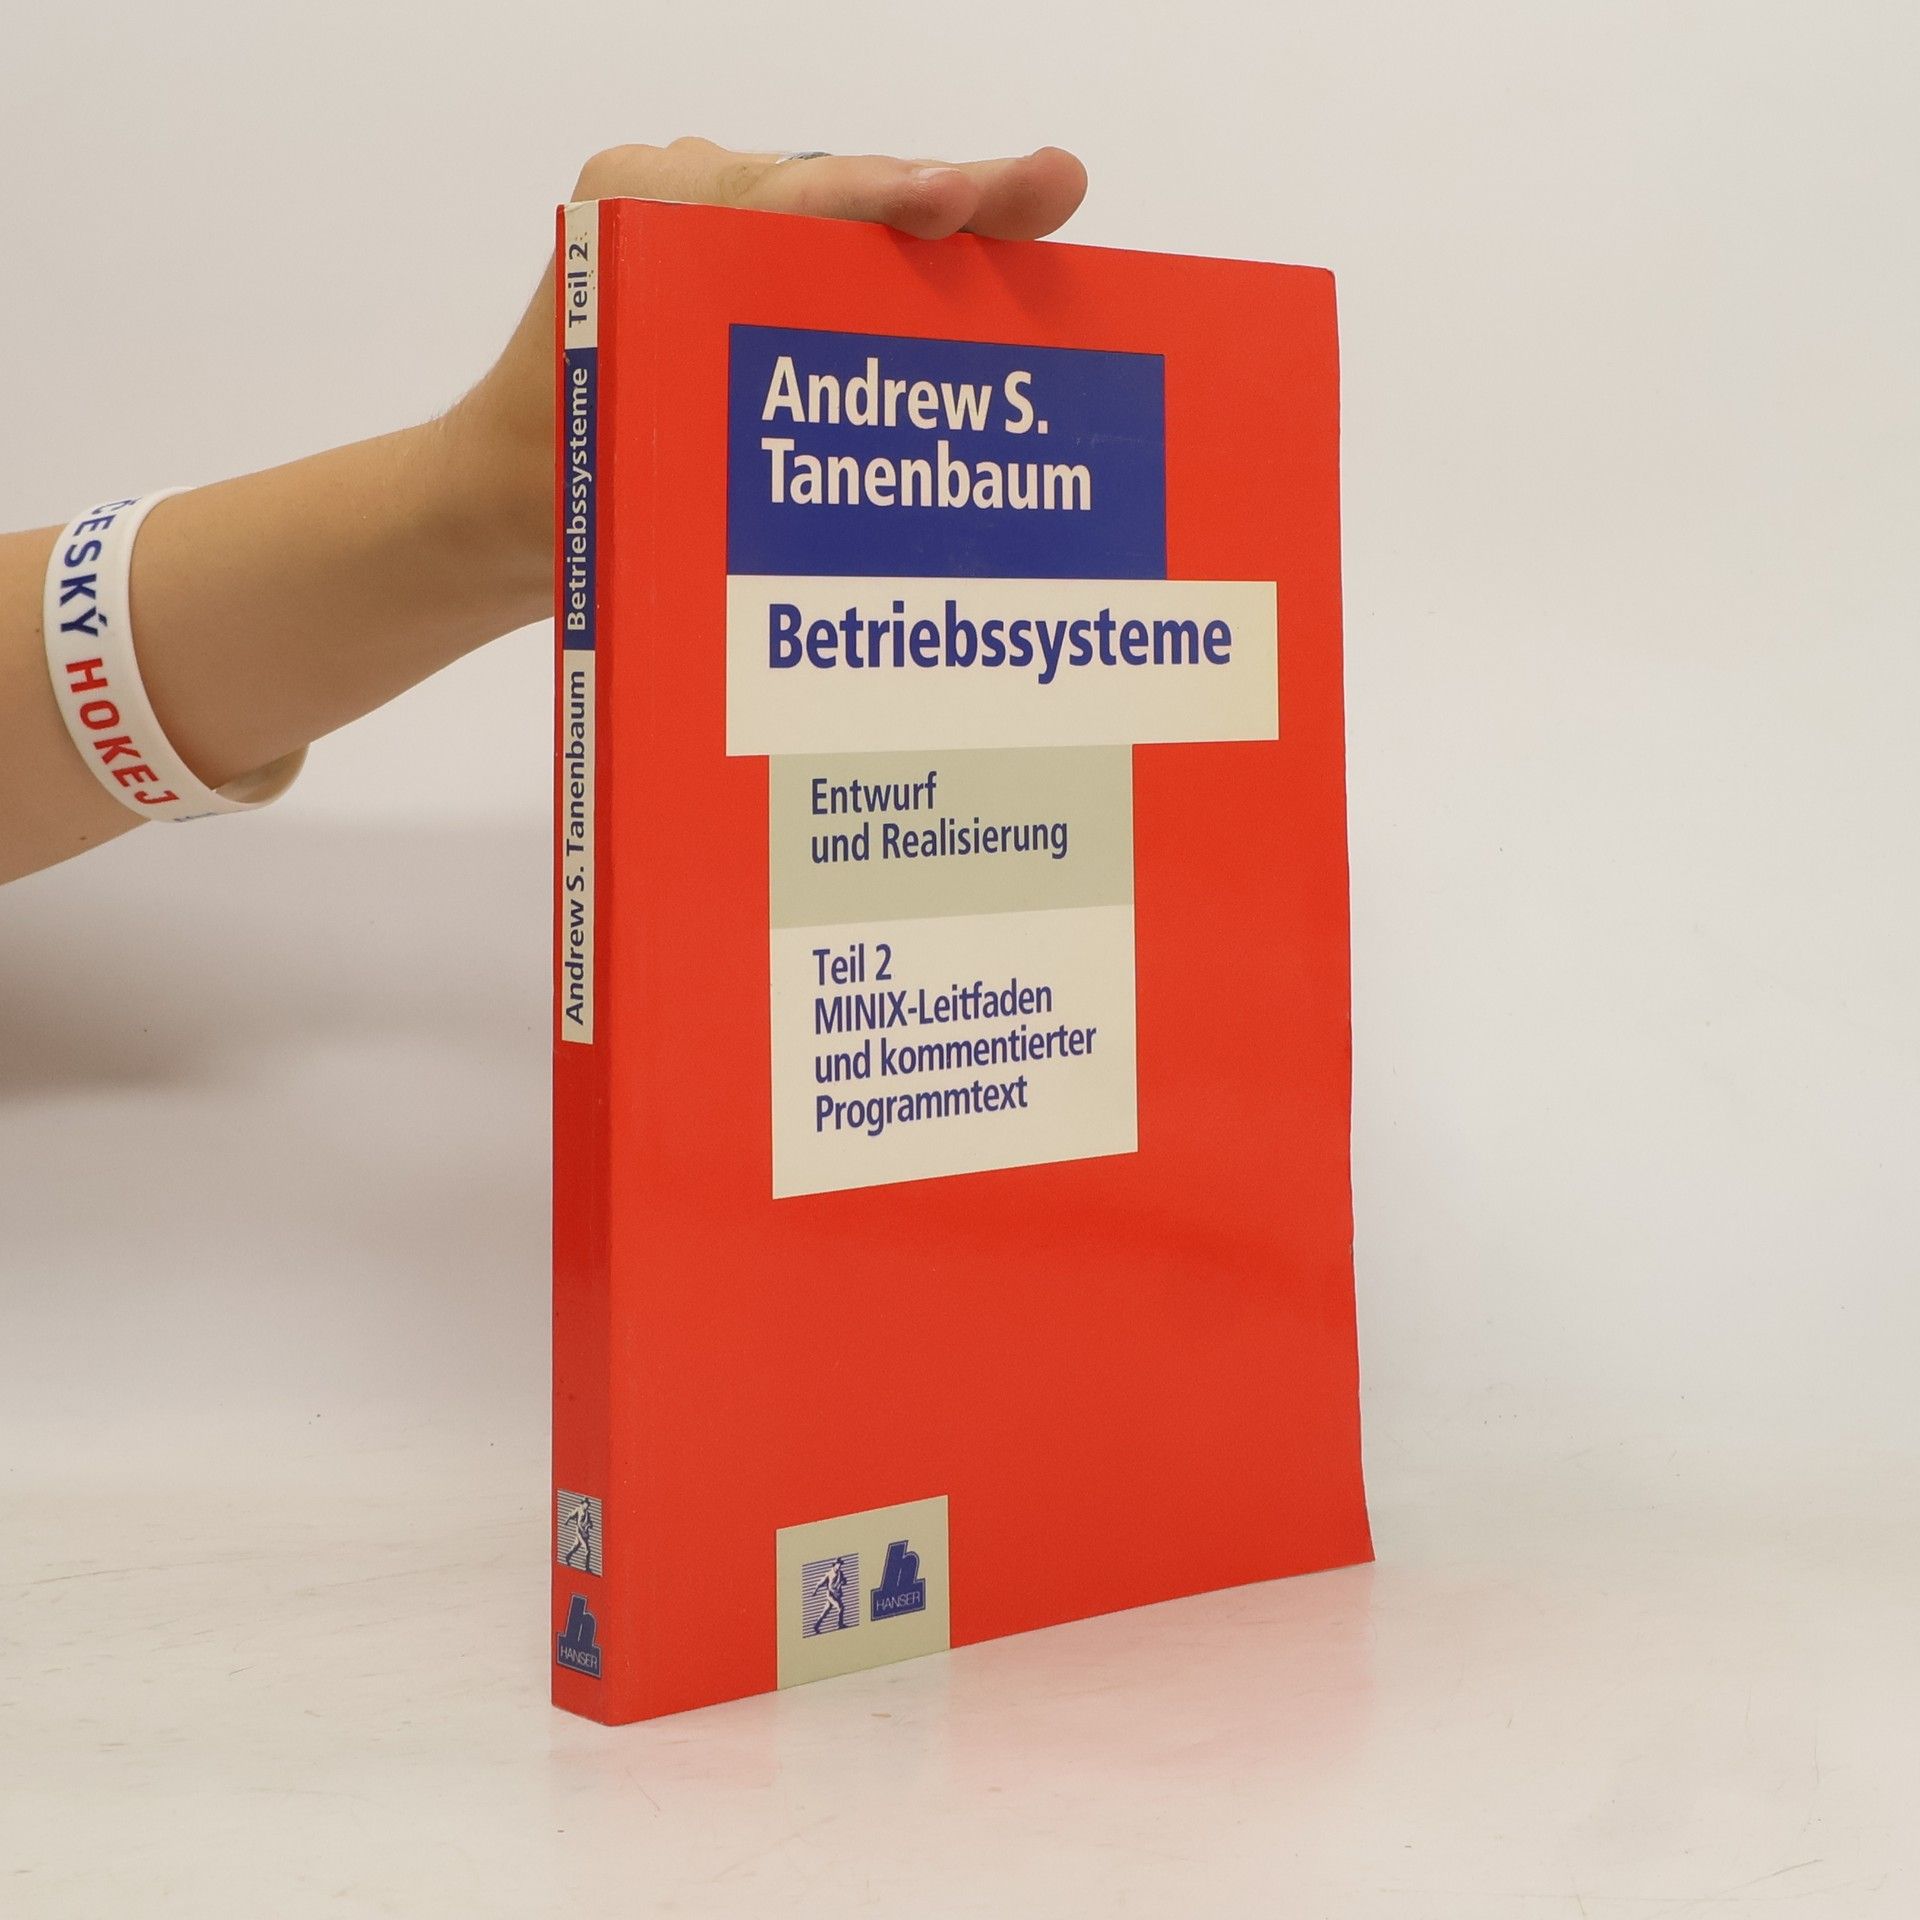 Andrew S.
Tanenbaum
Betriebssysteme
Entwurf
und Realisierung
Teil 2
MINIX-Leitfaden
und kommentierter
Programmtext
HANSER
Andrew S. Tanenbaum Betriebssysteme Teil 2
HANSER
ČESKÝ HOKEJ